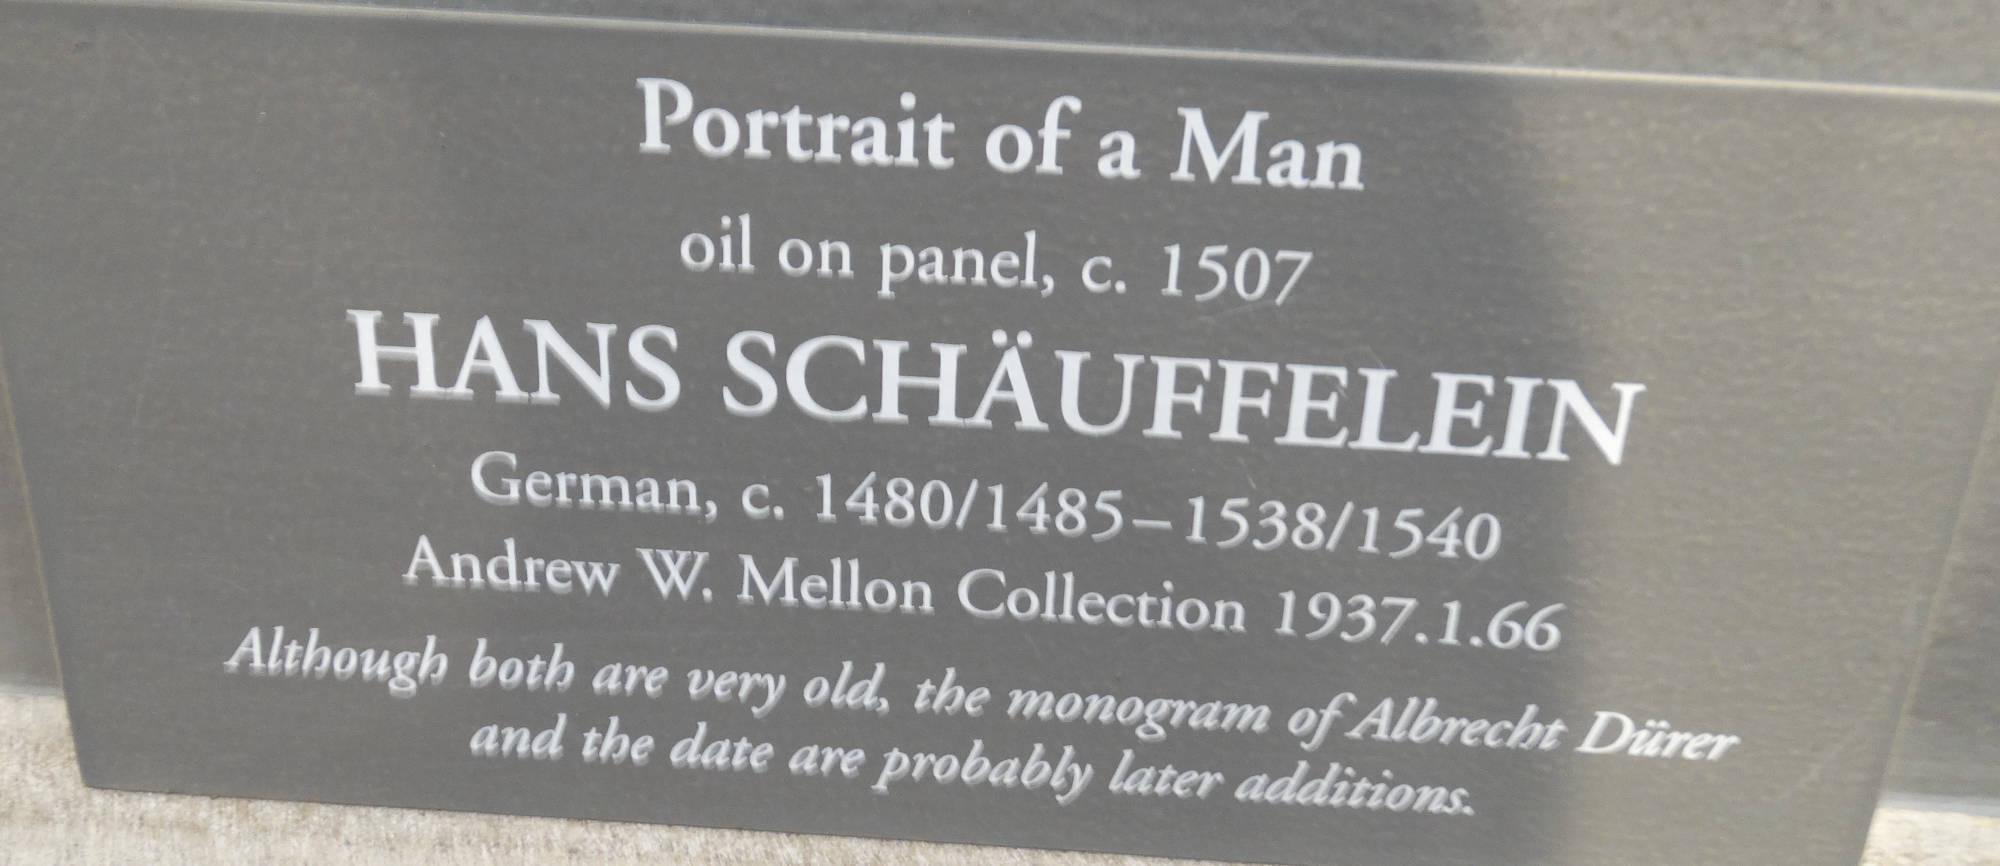 Portrait of a Man
oil on panel, c. 1507
HANS SCHÄUFFELEIN
German, c. 1480/1485–1538/1540
Andrew W. Mellon Collection 1937.1.66
Although both are very old, the monogram of Albrecht Dürer
and the date are probably later additions.